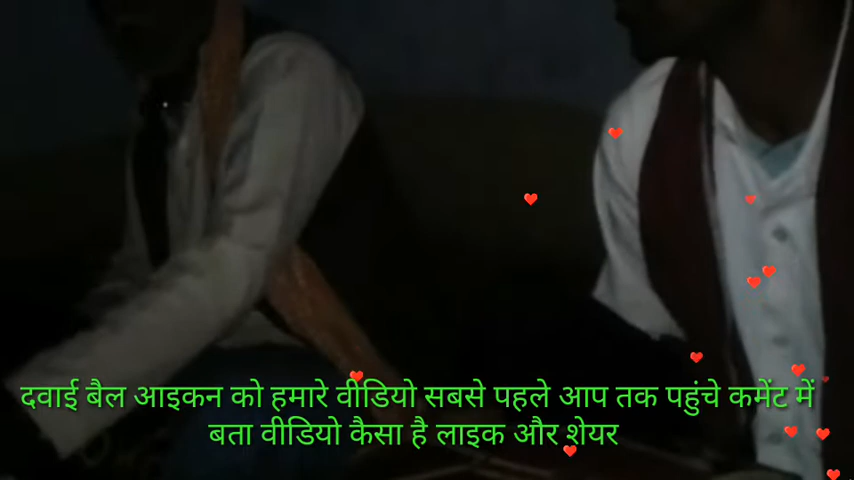 दवाई बैल आइकन को हमारे वीडियो सबसे पहले आप तक पहुंचे कमेंट में
बता वीडियो कैसा है लाइक और शेयर